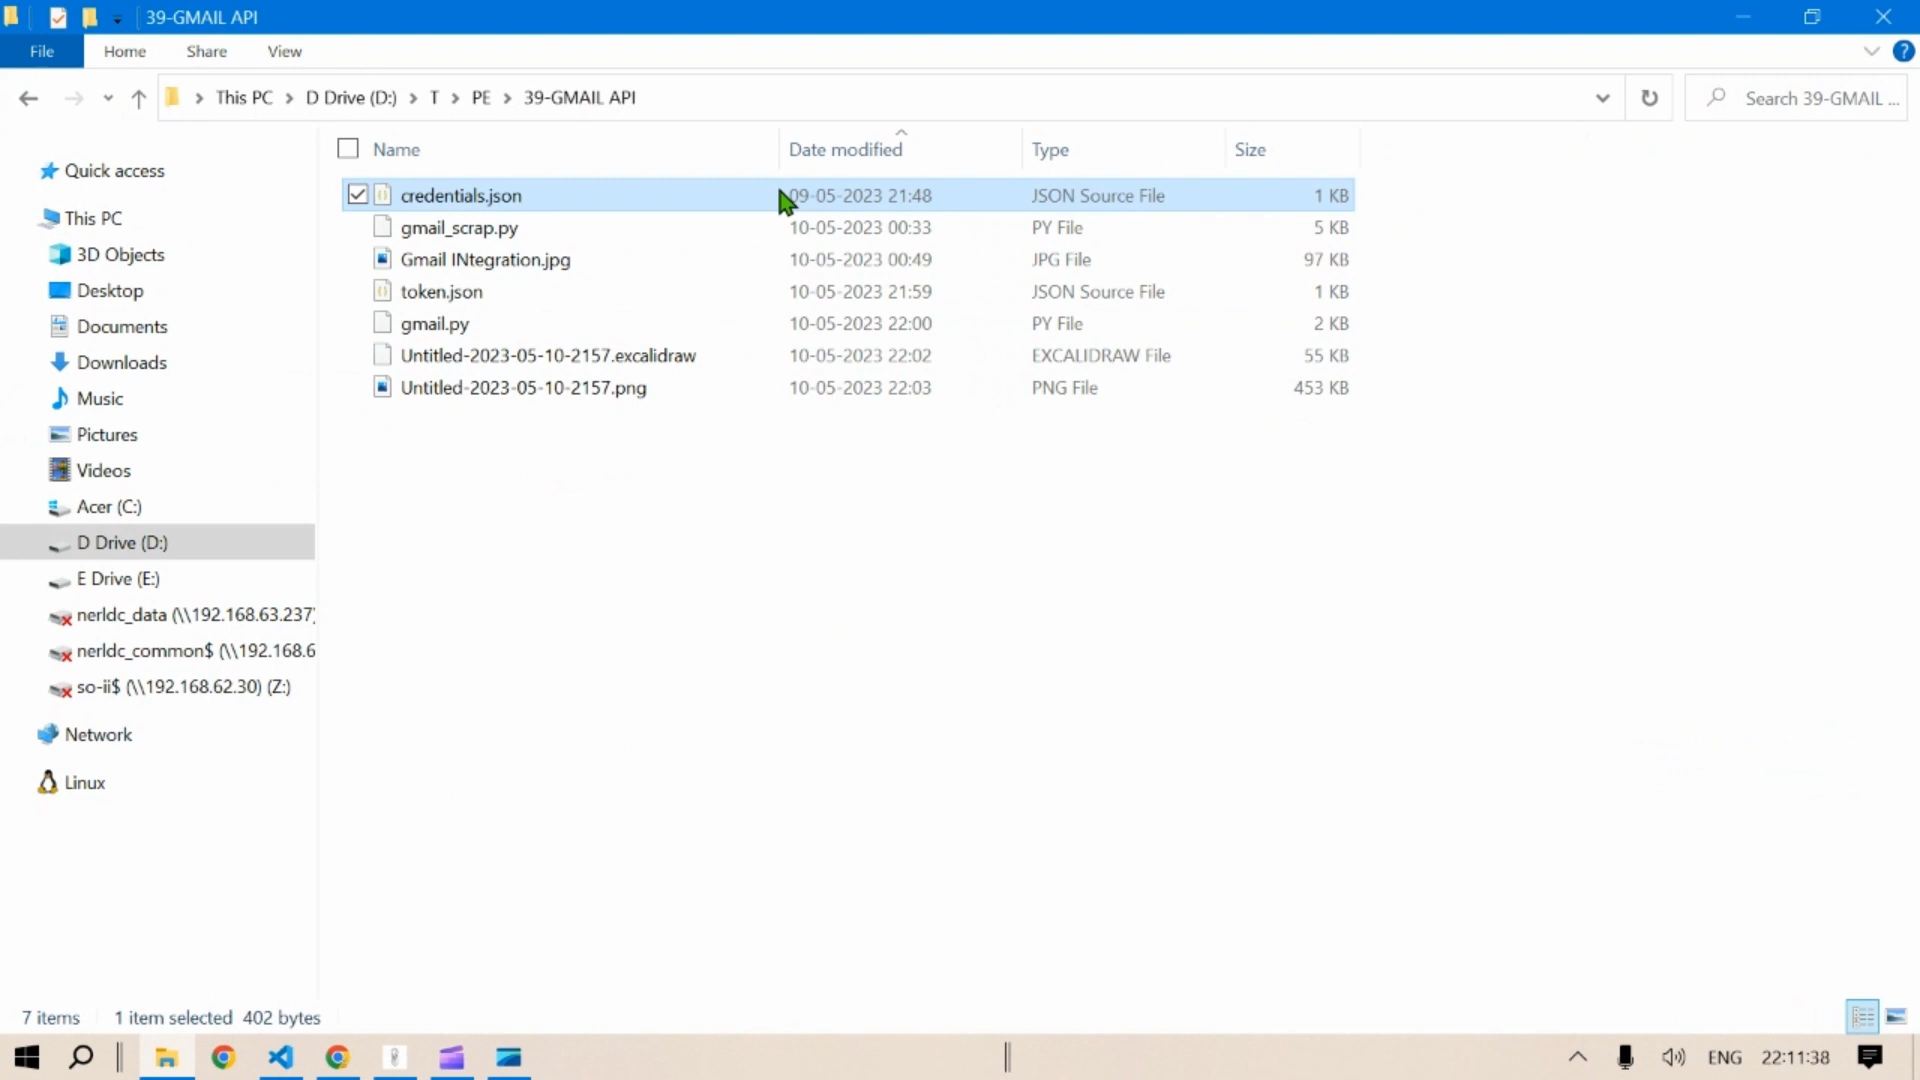 39-GMAIL API
File Home Share View
This PC D Drive (D:) T PE 39-GMAIL API
Search 39-GMAIL ...
Name Date modified Type Size
credentials.json 09-05-2023 21:48 JSON Source File 1 KB
gmail_scrap.py 10-05-2023 00:33 PY File 5 KB
Gmail INtegration.jpg 10-05-2023 00:49 JPG File 97 KB
token.json 10-05-2023 21:59 JSON Source File 1 KB
gmail.py 10-05-2023 22:00 PY File 2 KB
Untitled-2023-05-10-2157.excalidraw 10-05-2023 22:02 EXCALIDRAW File 55 KB
Untitled-2023-05-10-2157.png 10-05-2023 22:03 PNG File 453 KB
Quick access
This PC
3D Objects
Desktop
Documents
Downloads
Music
Pictures
Videos
Acer (C:)
D Drive (D:)
E Drive (E:)
nerldc_data (\\192.168.63.237)
nerldc_common$ (\\192.168.6
so-ii$ (\\192.168.62.30) (Z:)
Network
Linux
7 items 1 item selected 402 bytes
ENG 22:11:38